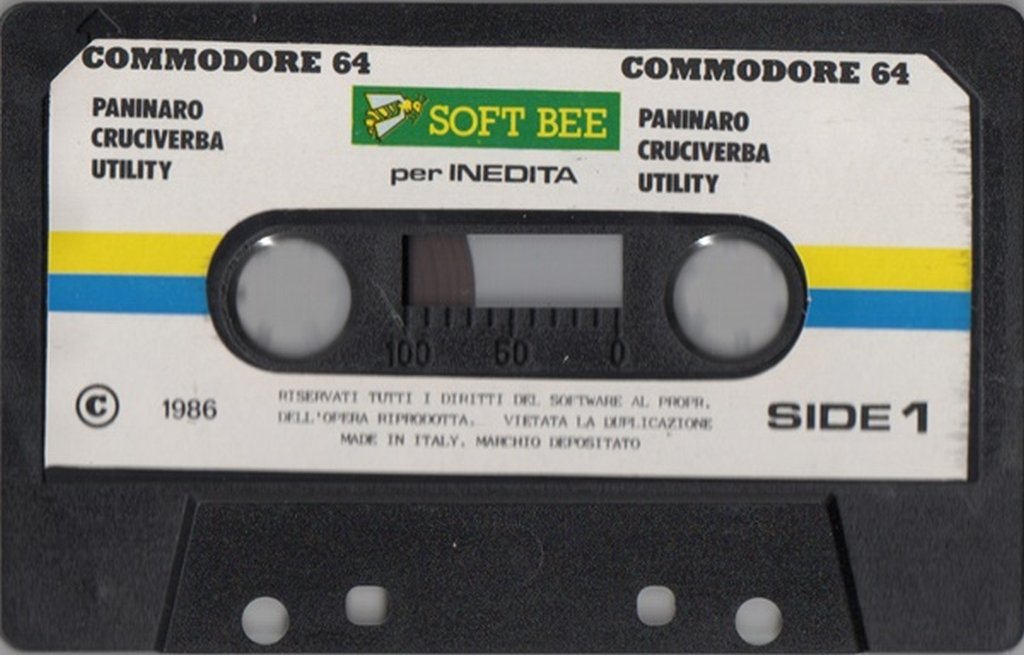 COMMODORE 64
COMMODORE 64
PANINARO
CRUCIVERBA
UTILITY
SOFT BEE
per INEDITA
PANINARO
CRUCIVERBA
UTILITY
100 50 0
© 1986
RISERVATI TUTTI I DIRITTI DEL SOFTWARE AL PROPR.
DELL'OPERA RIPRODOTTA. VIETATA LA DUPLICAZIONE
MADE IN ITALY. MARCHIO DEPOSITATO
SIDE 1